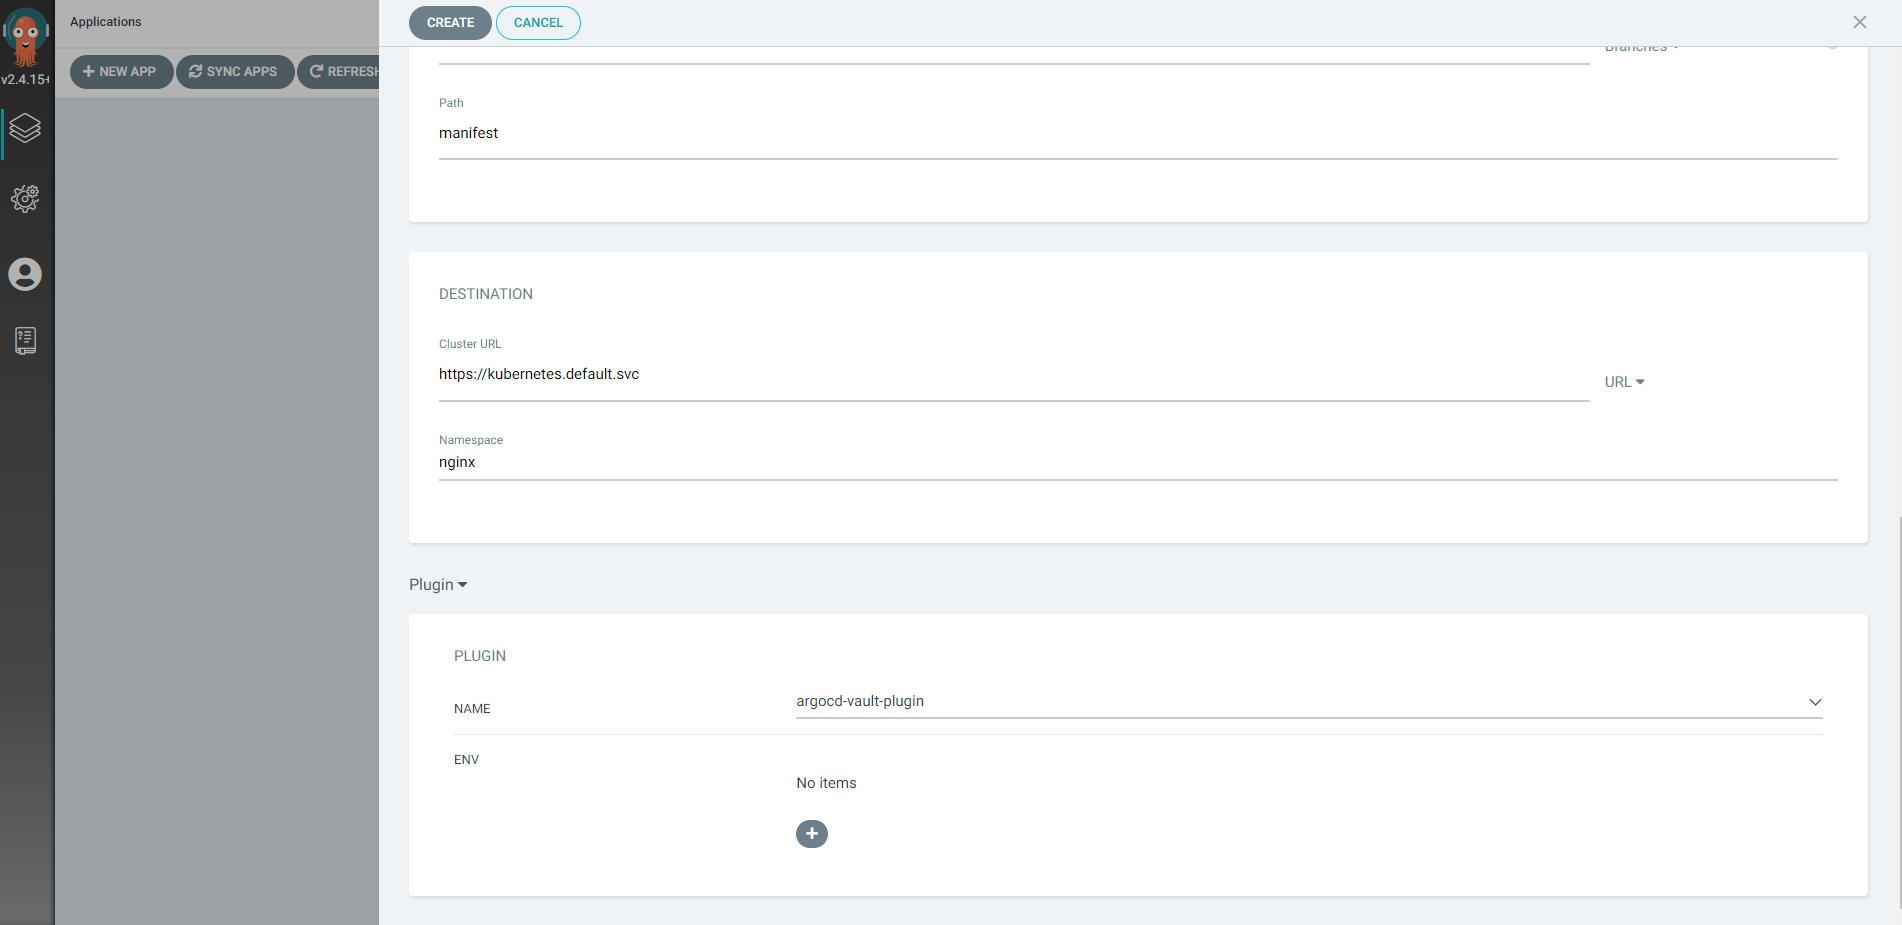 v2.4.15+
Applications
NEW APP
SYNC APPS
REFRESH
CREATE
CANCEL
Branches
Path
manifest
DESTINATION
Cluster URL
https://kubernetes.default.svc
URL
Namespace
nginx
Plugin
PLUGIN
NAME
argocd-vault-plugin
ENV
No items